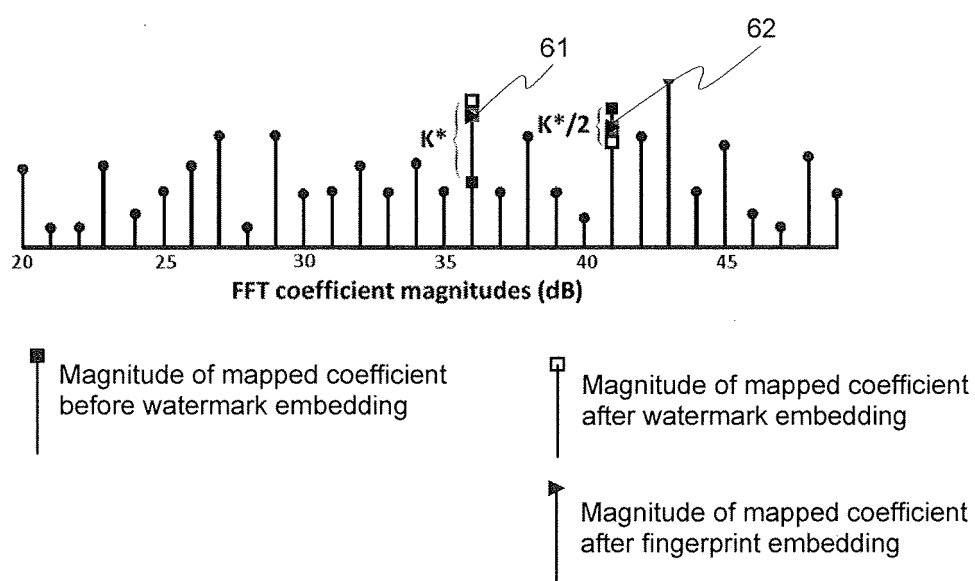 61
62
K*
K*/2
20 25 30 35 40 45
FFT coefficient magnitudes (dB)
Magnitude of mapped coefficient
before watermark embedding
Magnitude of mapped coefficient
after watermark embedding
Magnitude of mapped coefficient
after fingerprint embedding